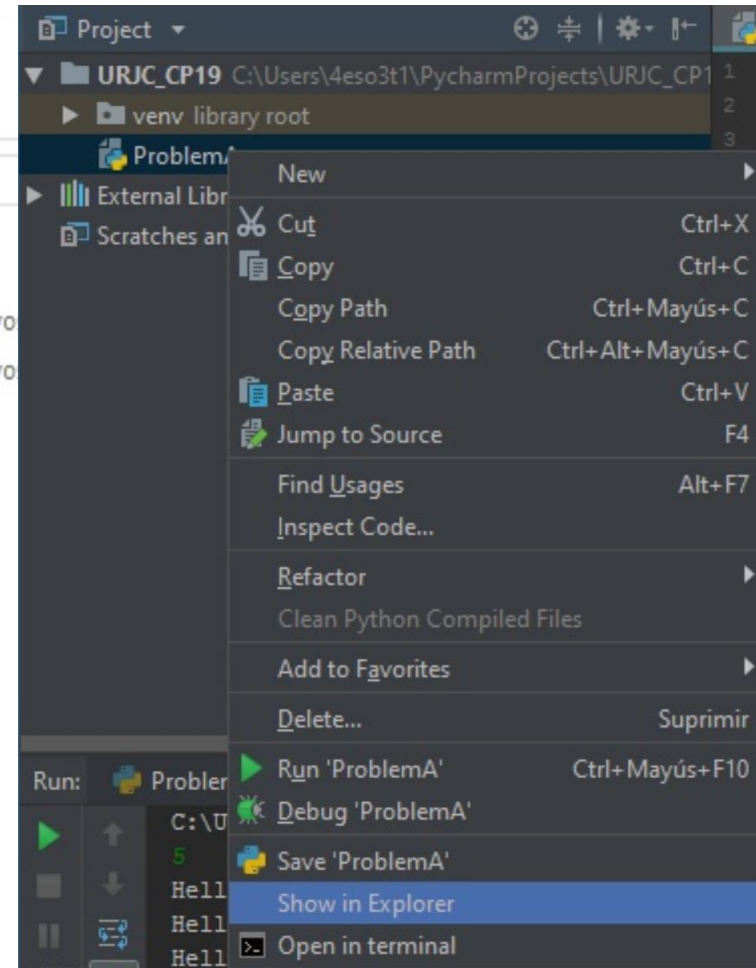 Project
URJC_CP19 C:\Users\4eso3t1\PycharmProjects\URJC_CP1
venv library root
ProblemA
External Libr
Scratches an
1
2
3
New
Cut Ctrl+X
Copy Ctrl+C
Copy Path Ctrl+Mayús+C
Copy Relative Path Ctrl+Alt+Mayús+C
Paste Ctrl+V
Jump to Source F4
Find Usages Alt+F7
Inspect Code...
Refactor
Clean Python Compiled Files
Add to Favorites
Delete... Suprimir
Run 'ProblemA' Ctrl+Mayús+F10
Debug 'ProblemA'
Save 'ProblemA'
Show in Explorer
Open in terminal
Run: Probler
C:\U
5
Hell
Hell
Hell